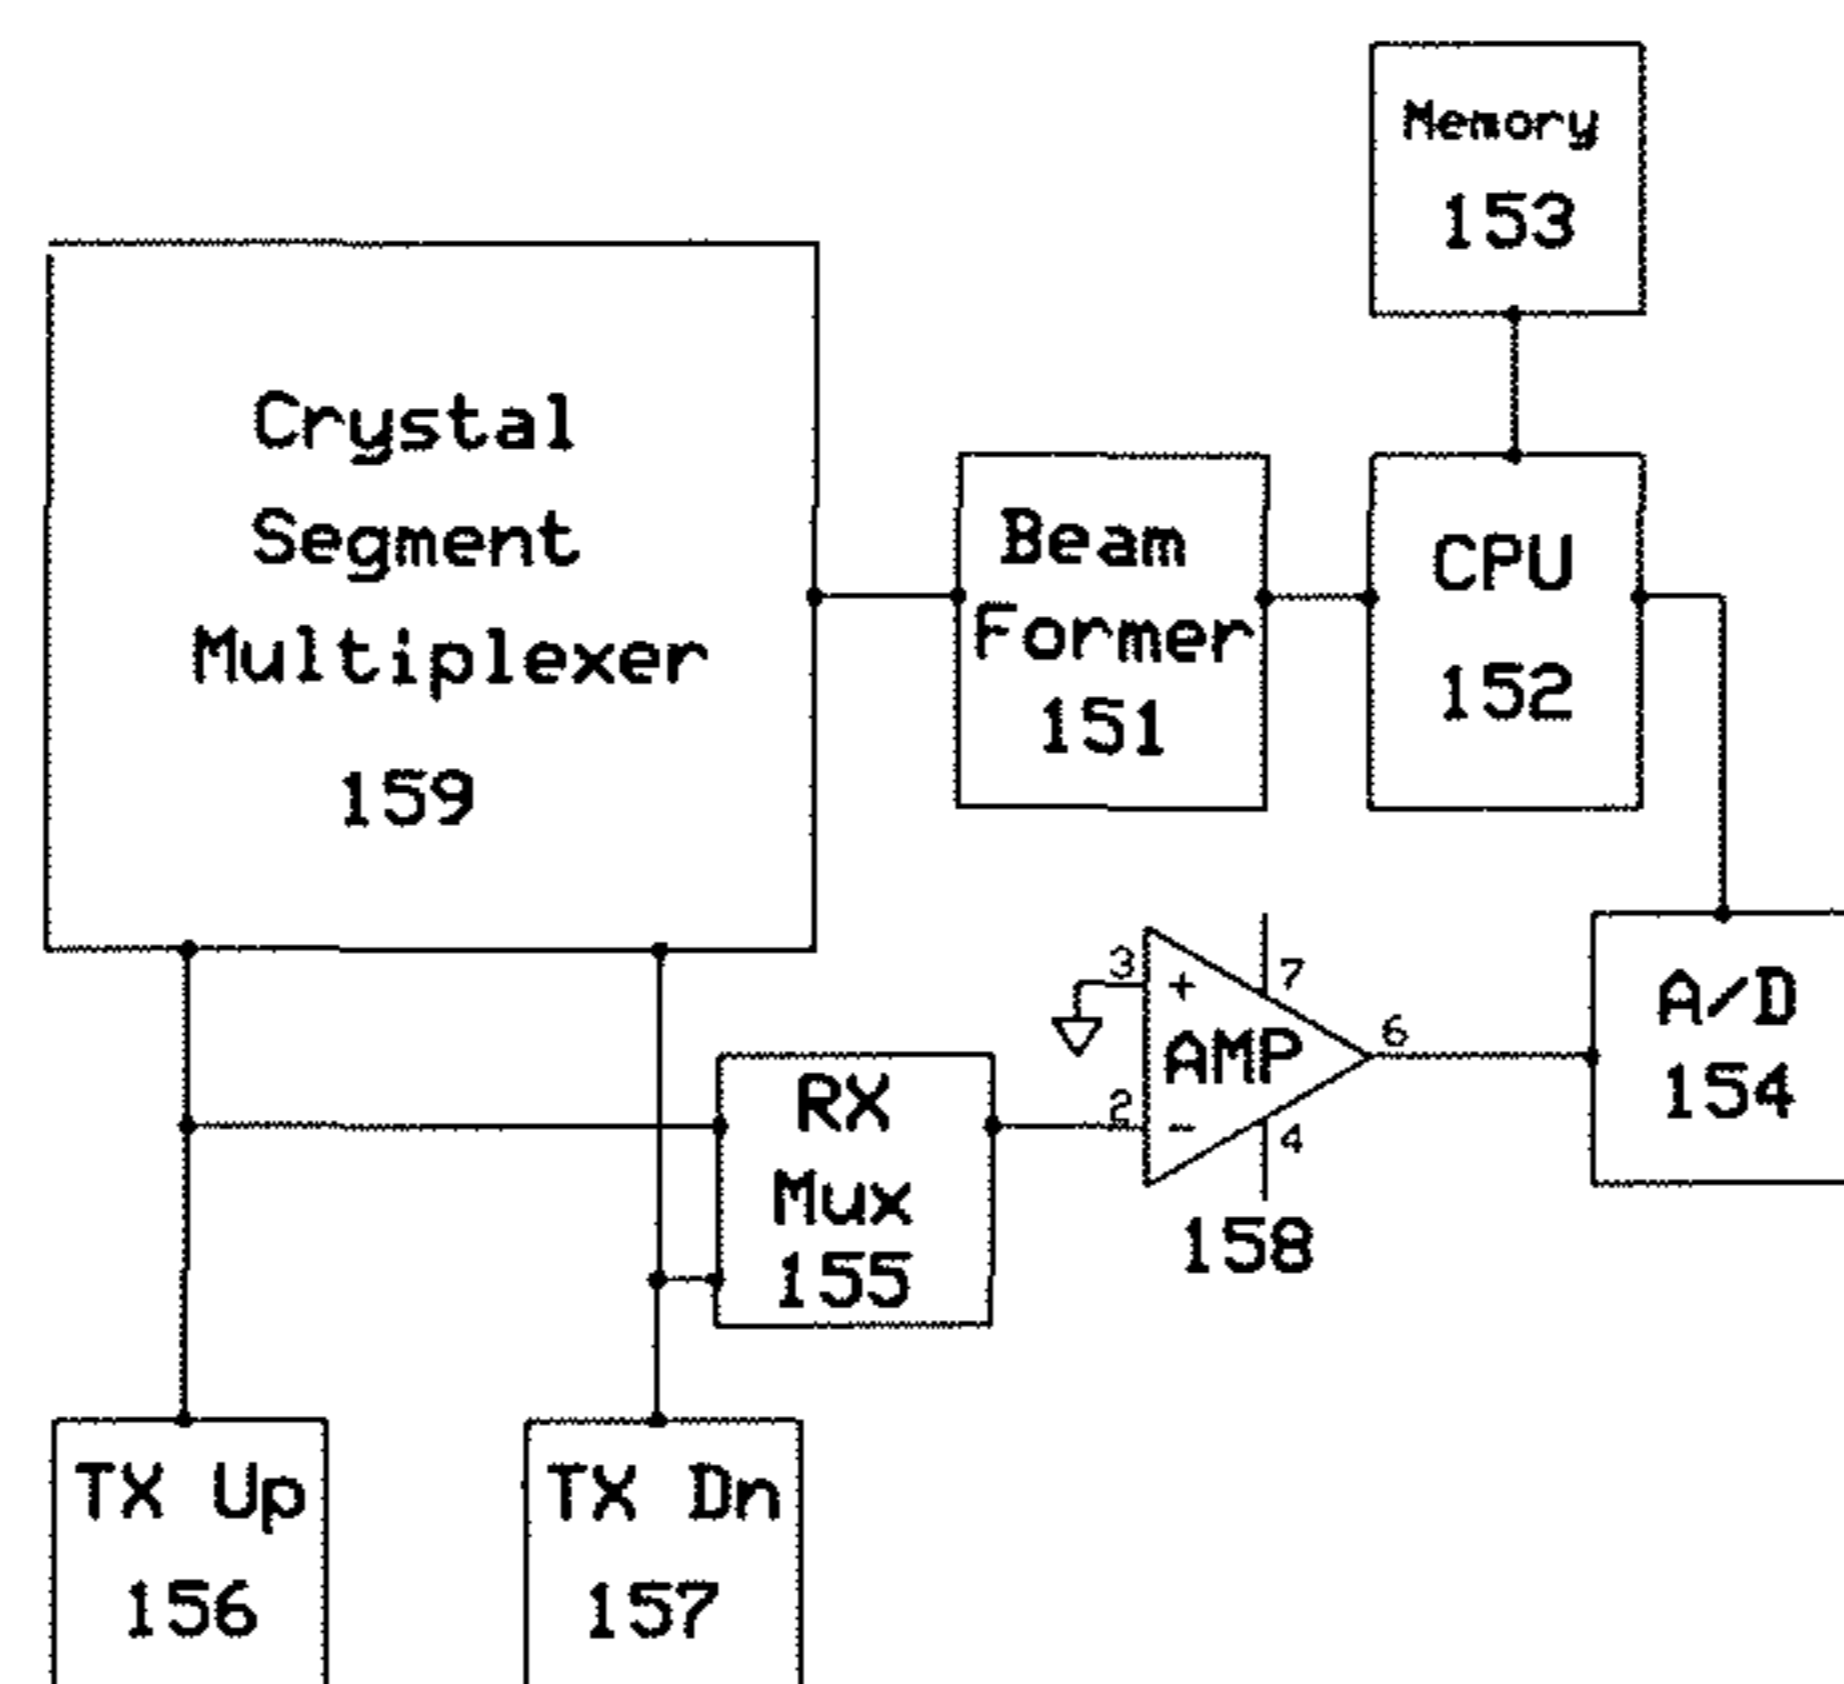 Memory
153
Crystal
Segment
Multiplexer
159
Beam
Former
151
CPU
152
3
+
7
AMP
6
2
-
4
158
A/D
154
RX
Mux
155
TX Up
156
TX Dn
157